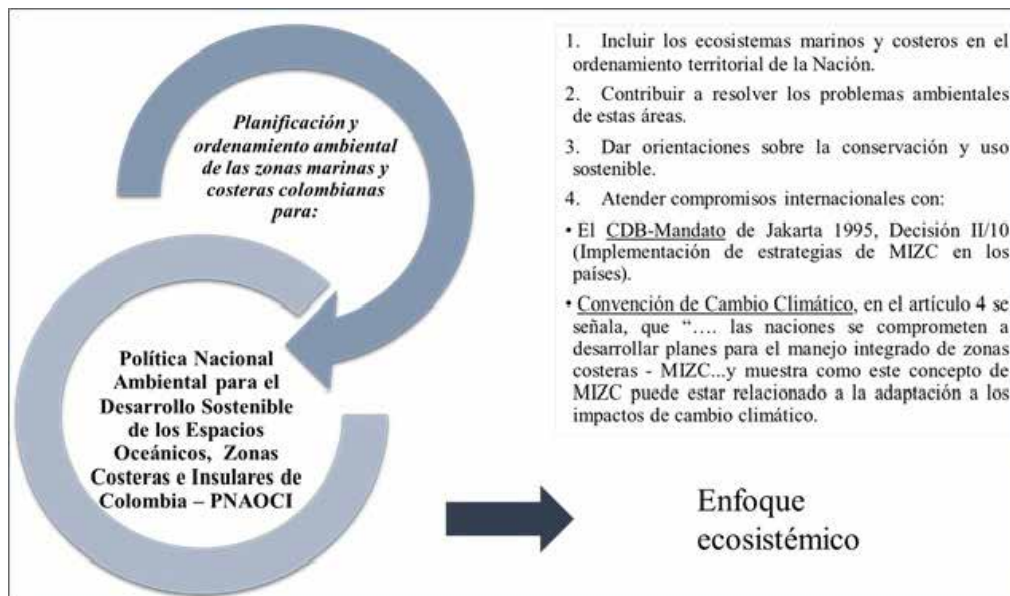 Planificación y
ordenamiento ambiental
de las zonas marinas y
costeras colombianas
para:
Política Nacional
Ambiental para el
Desarrollo Sostenible
de los Espacios
Oceánicos, Zonas
Costeras e Insulares de
Colombia – PNAOCI
1. Incluir los ecosistemas marinos y costeros en el
ordenamiento territorial de la Nación.
2. Contribuir a resolver los problemas ambientales
de estas áreas.
3. Dar orientaciones sobre la conservación y uso
sostenible.
4. Atender compromisos internacionales con:
• El CDB-Mandato de Jakarta 1995, Decisión II/10
(Implementación de estrategias de MIZC en los
países).
• Convención de Cambio Climático, en el artículo 4 se
señala, que “…. las naciones se comprometen a
desarrollar planes para el manejo integrado de zonas
costeras - MIZC...y muestra como este concepto de
MIZC puede estar relacionado a la adaptación a los
impactos de cambio climático.
Enfoque
ecosistémico